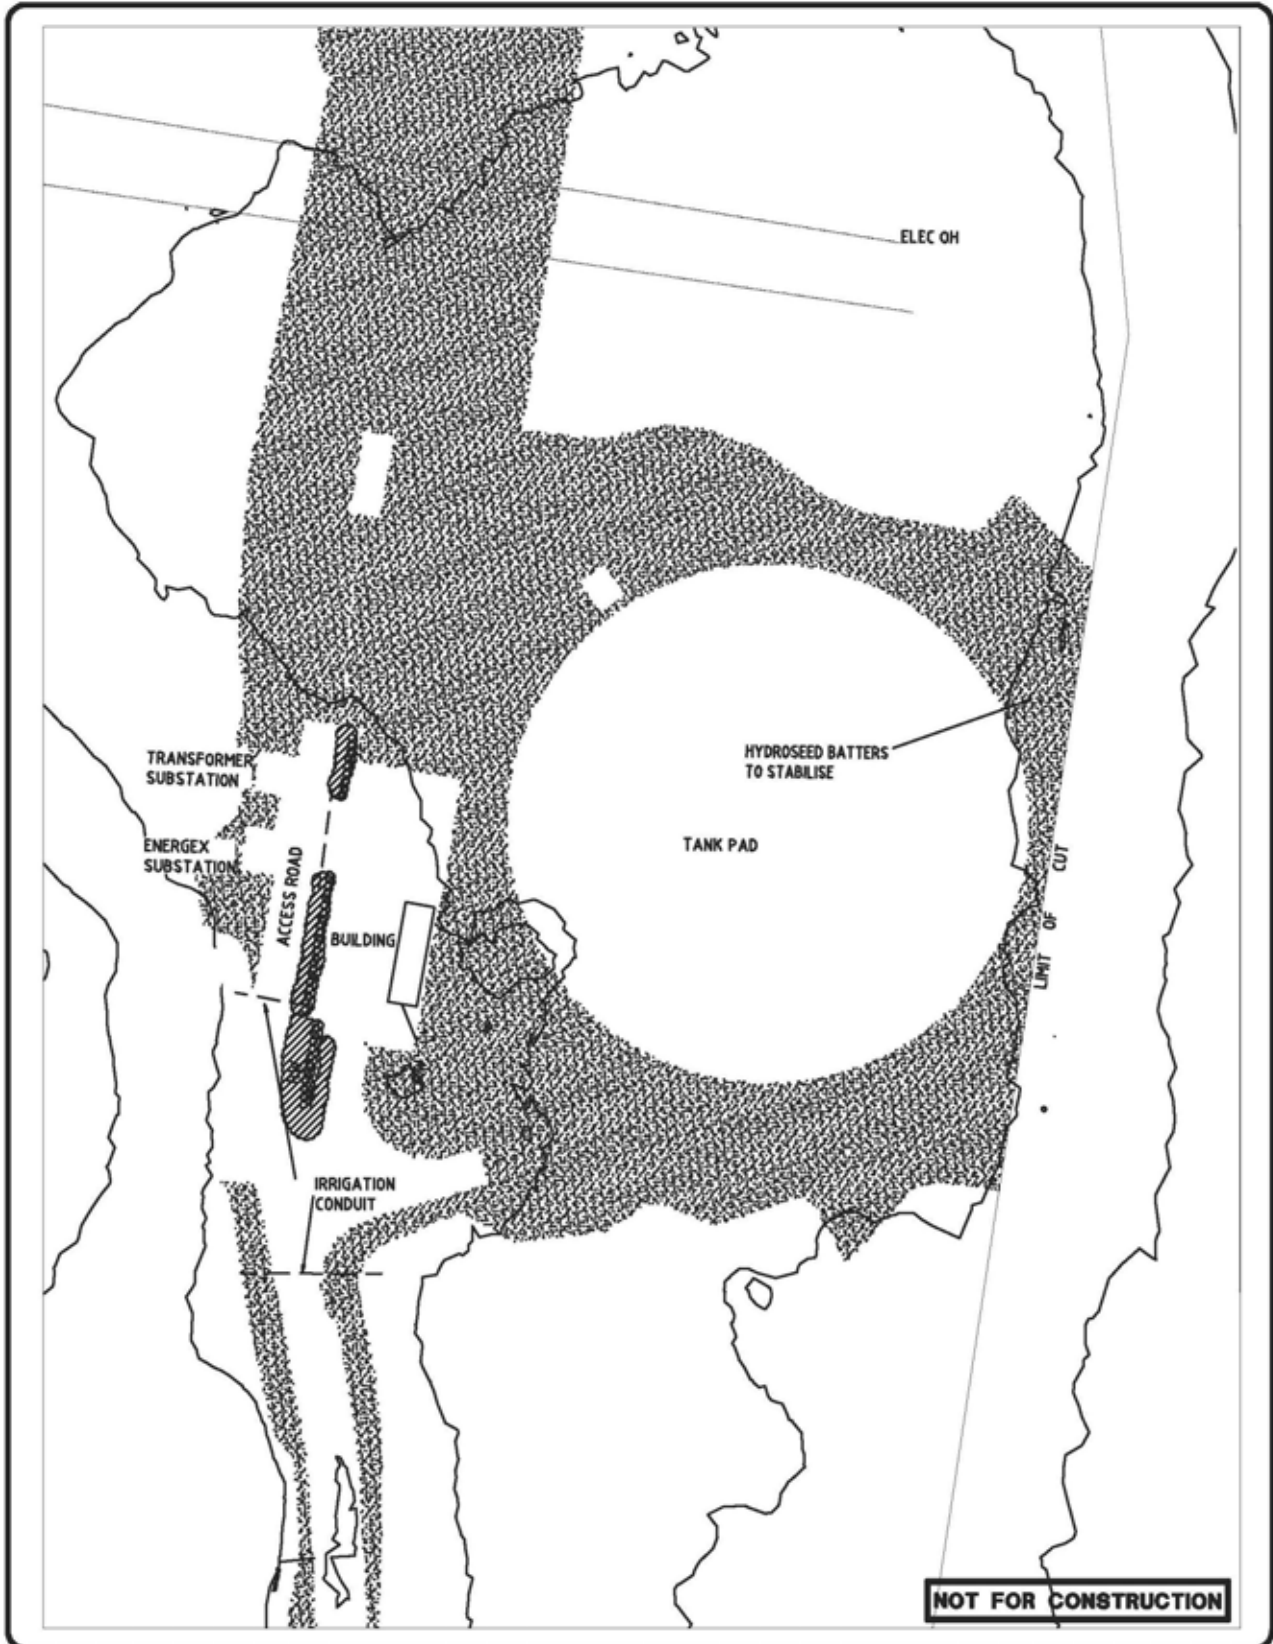 ELEC OH
TRANSFORMER
SUBSTATION
HYDROSEED BATTERS
TO STABILISE
ENERGEX
SUBSTATION
TANK PAD
ACCESS ROAD
BUILDING
LIMIT OF CUT
IRRIGATION
CONDUIT
NOT FOR CONSTRUCTION